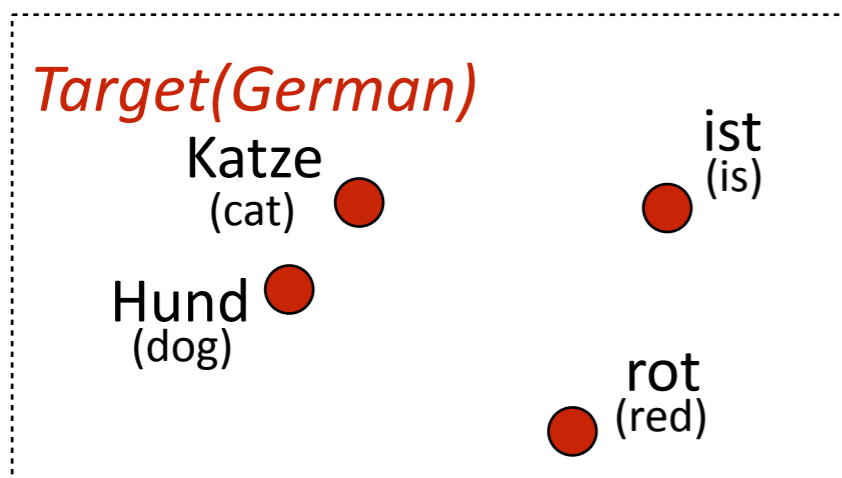 Target(German)
Katze
(cat)
ist
(is)
Hund
(dog)
rot
(red)